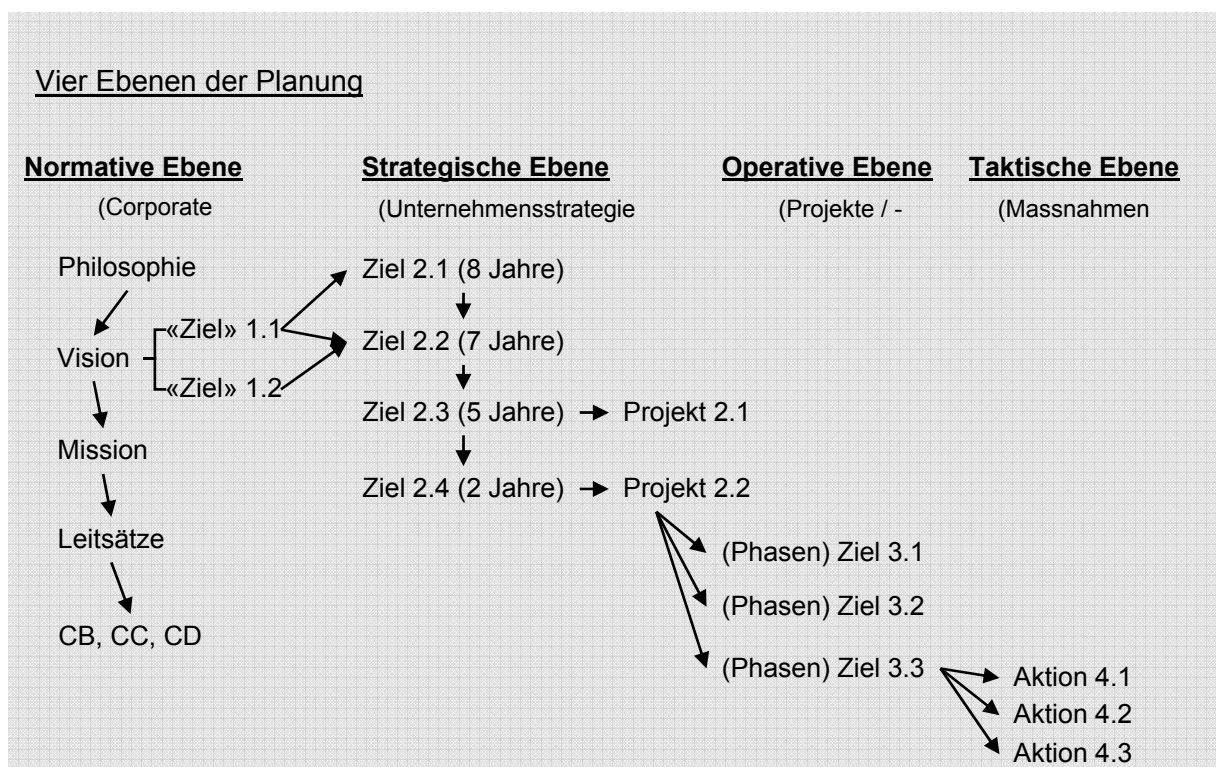 Vier Ebenen der Planung
Normative Ebene Strategische Ebene Operative Ebene Taktische Ebene
(Corporate (Unternehmensstrategie (Projekte / - (Massnahmen
Philosophie Ziel 2.1 (8 Jahre)
«Ziel» 1.1
Vision Ziel 2.2 (7 Jahre)
«Ziel» 1.2
Ziel 2.3 (5 Jahre) Projekt 2.1
Mission
Ziel 2.4 (2 Jahre) Projekt 2.2
Leitsätze
(Phasen) Ziel 3.1
(Phasen) Ziel 3.2
CB, CC, CD
(Phasen) Ziel 3.3
Aktion 4.1
Aktion 4.2
Aktion 4.3